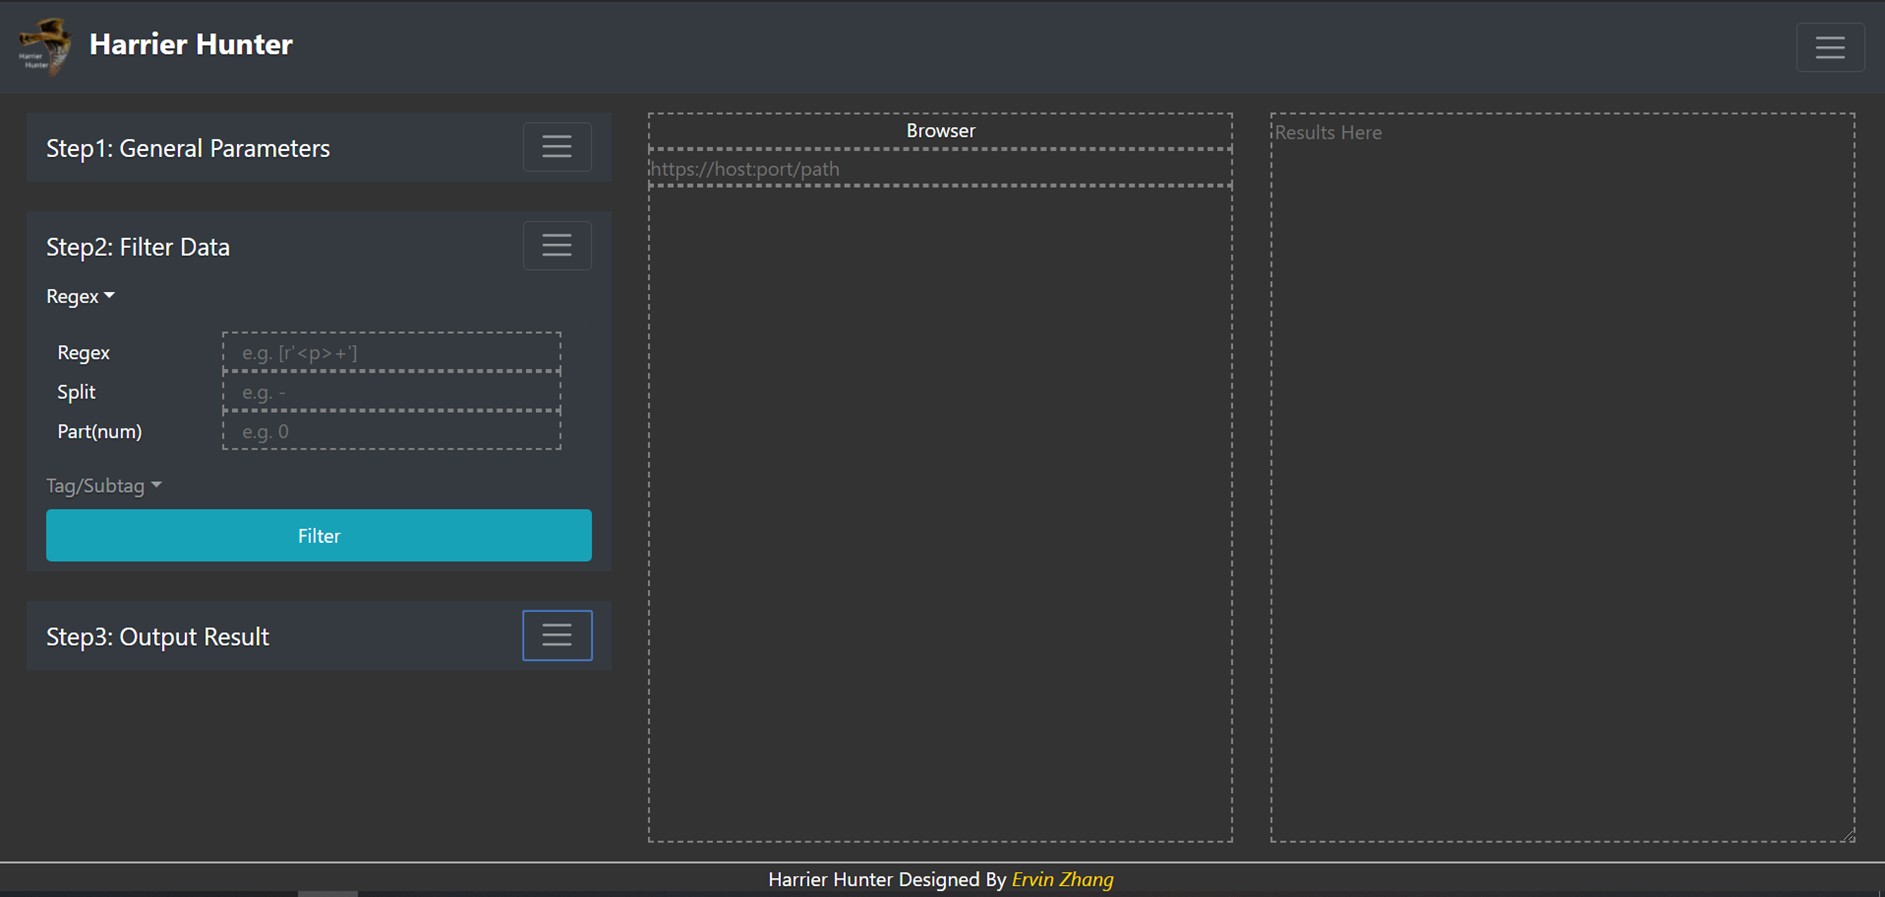 Harrier
Hunter
Harrier Hunter
Step1: General Parameters
Step2: Filter Data
Regex
Regex
e.g. [r'<p>+']
Split
e.g. -
Part(num)
e.g. 0
Tag/Subtag
Filter
Step3: Output Result
Browser
https://host:port/path
Results Here
Harrier Hunter Designed By Ervin Zhang